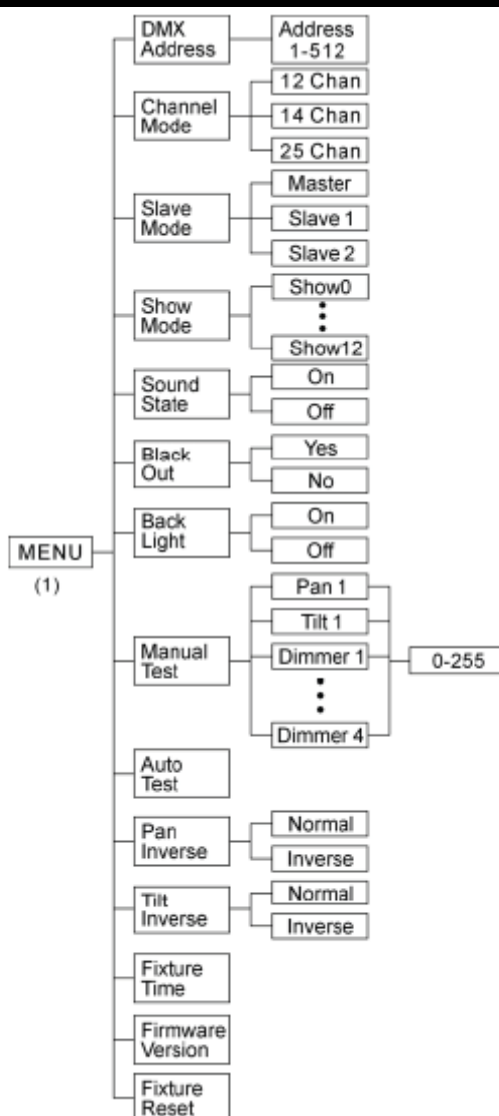 DMX
Address
Address
1-512
Channel
Mode
12 Chan
14 Chan
25 Chan
Slave
Mode
Master
Slave 1
Slave 2
Show
Mode
Show0
Show12
Sound
State
On
Off
Black
Out
Yes
No
Back
Light
On
Off
MENU
(1)
Manual
Test
Pan 1
Tilt 1
Dimmer 1
Dimmer 4
0-255
Auto
Test
Pan
Inverse
Normal
Inverse
Tilt
Inverse
Normal
Inverse
Fixture
Time
Firmware
Version
Fixture
Reset